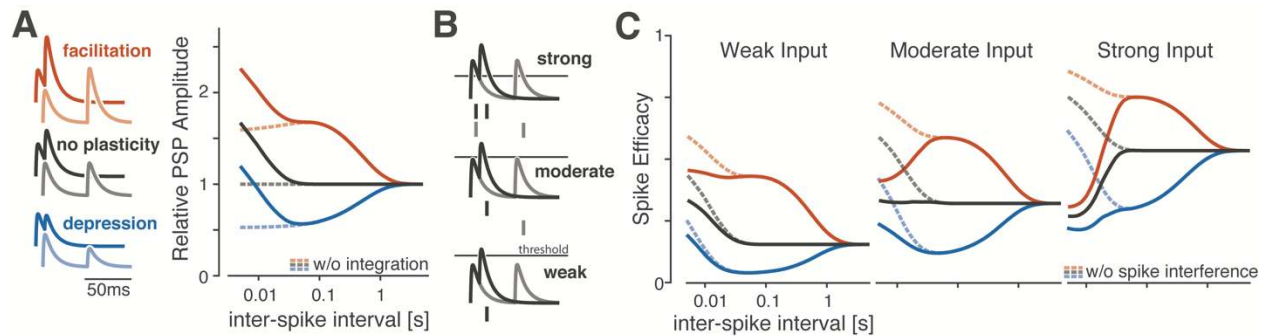 A
facilitation
no plasticity
depression
50ms
Relative PSP Amplitude
2
1
0
w/o integration
0.01 0.1 1
inter-spike interval [s]
B
strong
moderate
threshold
weak
C
Spike Efficacy
1
0
Weak Input
Moderate Input
Strong Input
w/o spike interference
0.01 0.1 1
inter-spike interval [s]